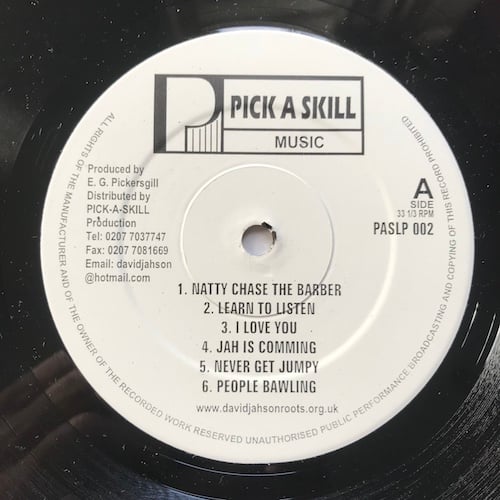 P
PICK A SKILL
MUSIC
Produced by
E. G. Pickersgill
Distributed by
PICK-A-SKILL
Production
Tel: 0207 7037747
Fax: 0207 7081669
Email: davidjahson
@hotmail.com
A
SIDE
33 1/3 RPM
PASLP 002
1. NATTY CHASE THE BARBER
2. LEARN TO LISTEN
3. I LOVE YOU
4. JAH IS COMMING
5. NEVER GET JUMPY
6. PEOPLE BAWLING
www.davidjahsonroots.org.uk
ALL RIGHTS OF THE MANUFACTURER AND OF THE OWNER OF THE RECORDED WORK RESERVED UNAUTHORISED PUBLIC PERFORMANCE BROADCASTING AND COPYING OF THIS RECORD PROHIBITED